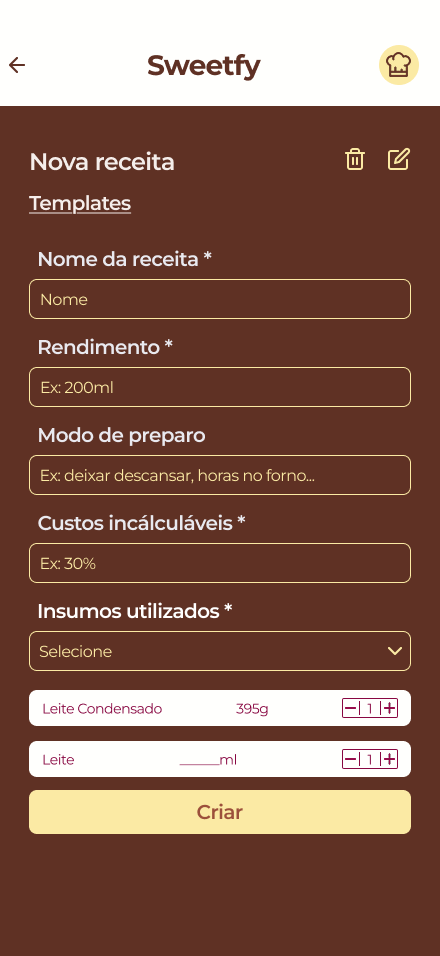 Sweetfy
Nova receita
Templates
Nome da receita *
Nome
Rendimento *
Ex: 200ml
Modo de preparo
Ex: deixar descansar, horas no forno...
Custos incálculáveis *
Ex: 30%
Insumos utilizados *
Selecione
Leite Condensado 395g 1
Leite ______ml 1
Criar